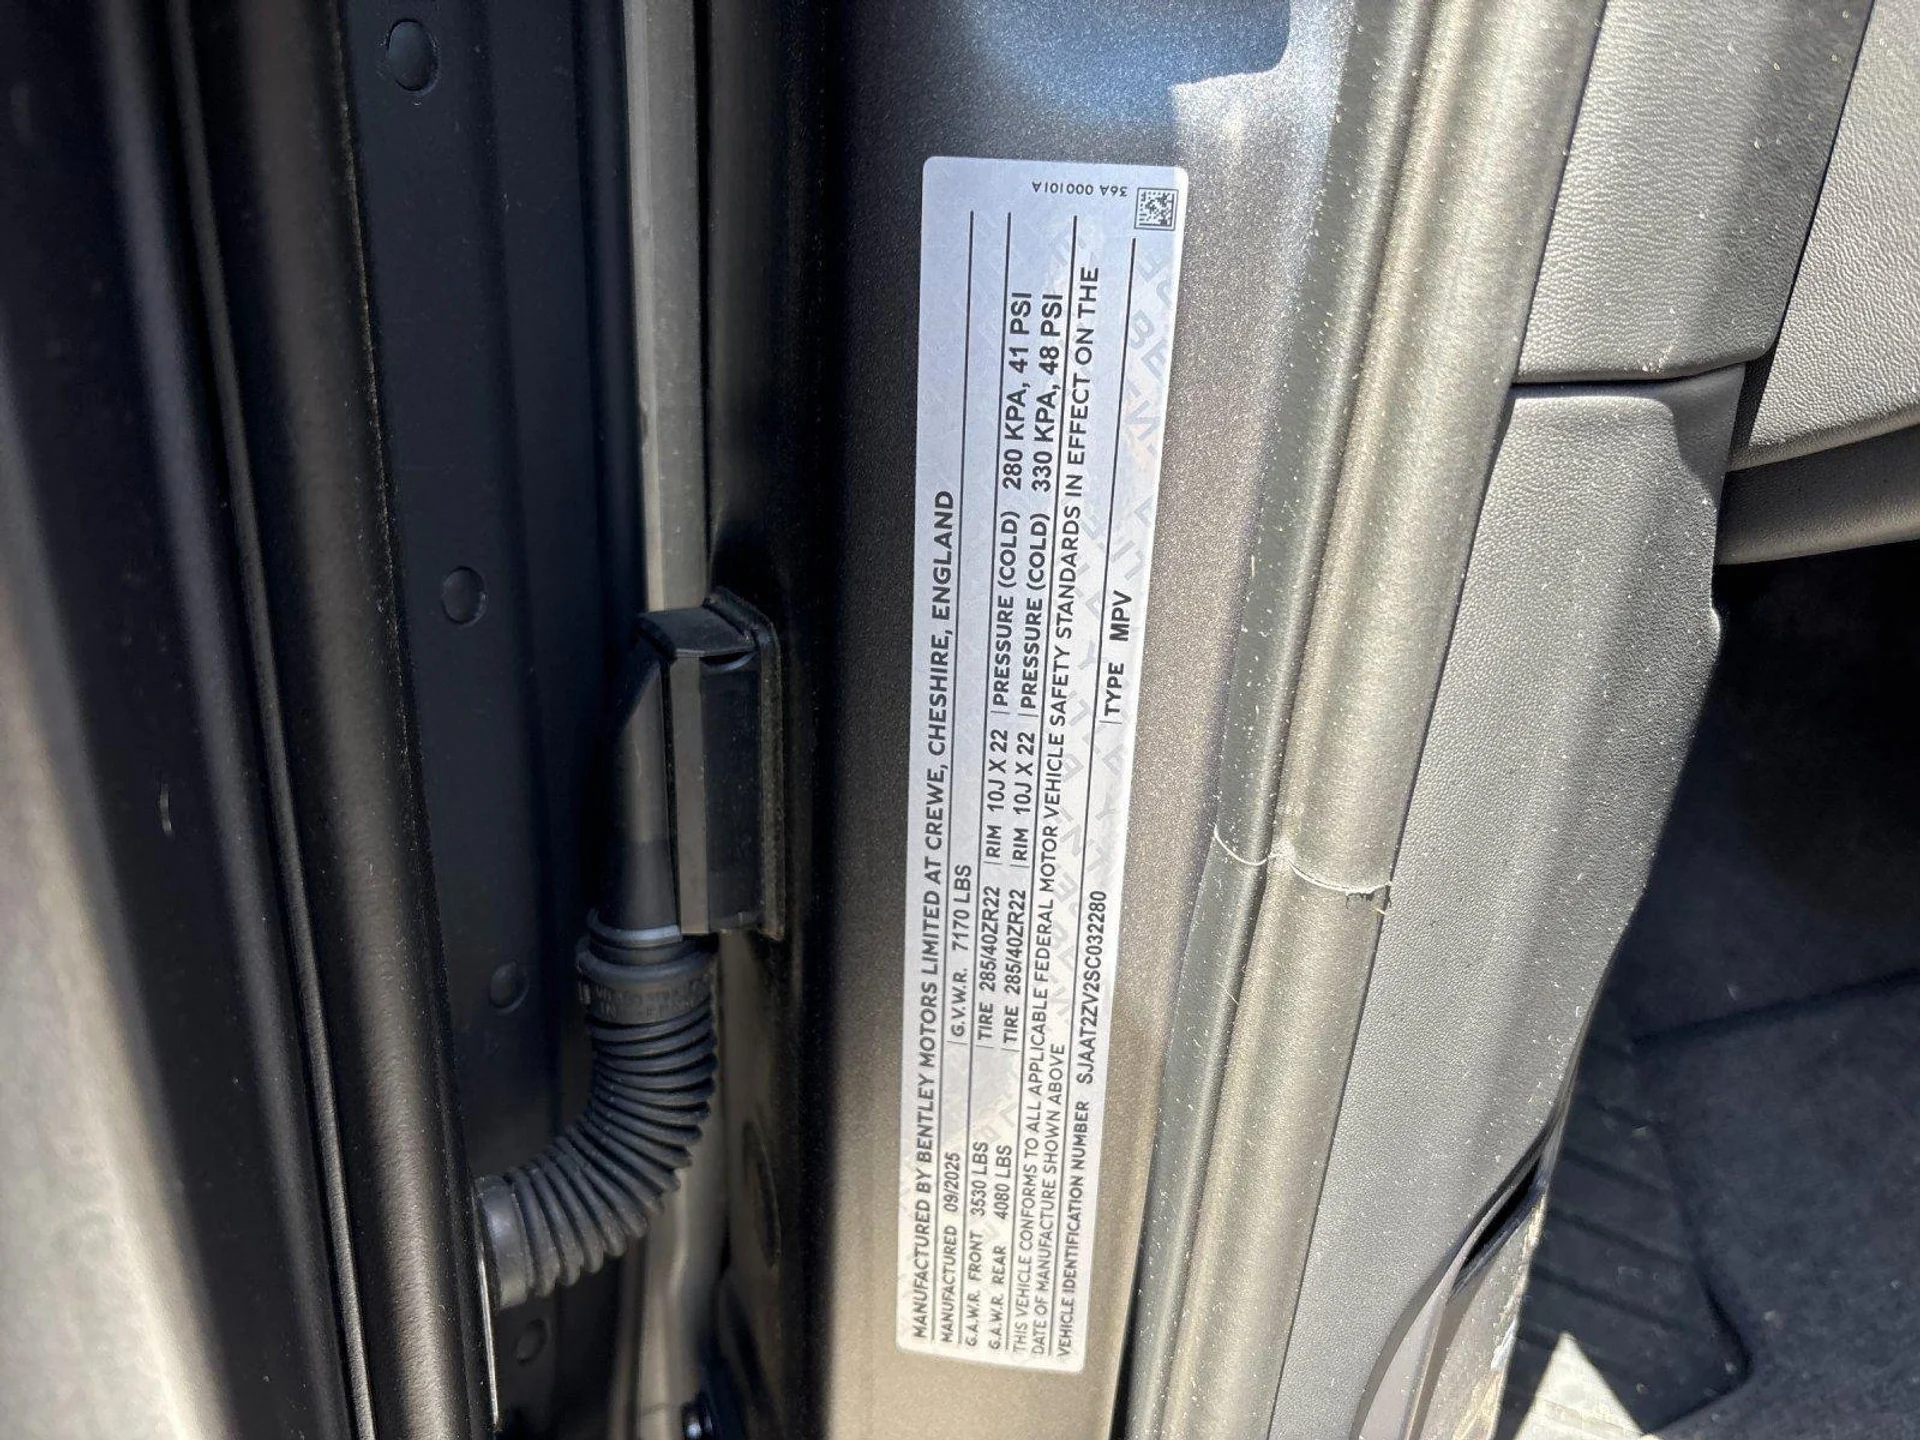 MANUFACTURED BY BENTLEY MOTORS LIMITED AT CREWE, CHESHIRE, ENGLAND
MANUFACTURED 09/2025 G.V.W.R. 7170 LBS
G.A.W.R. FRONT 3530 LBS TIRE 285/40ZR22 RIM 10J X 22 PRESSURE (COLD) 280 KPA, 41 PSI
G.A.W.R. REAR 4080 LBS TIRE 285/40ZR22 RIM 10J X 22 PRESSURE (COLD) 330 KPA, 48 PSI
THIS VEHICLE CONFORMS TO ALL APPLICABLE FEDERAL MOTOR VEHICLE SAFETY STANDARDS IN EFFECT ON THE
DATE OF MANUFACTURE SHOWN ABOVE
VEHICLE IDENTIFICATION NUMBER SJAAT2ZV2SC032280 TYPE MPV
36A 000101A